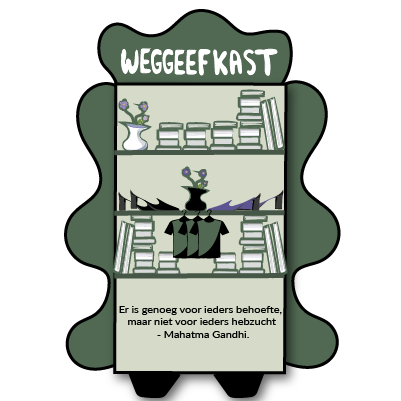 WEGGEEFKAST
Er is genoeg voor ieders behoefte,
maar niet voor ieders hebzucht
- Mahatma Gandhi.